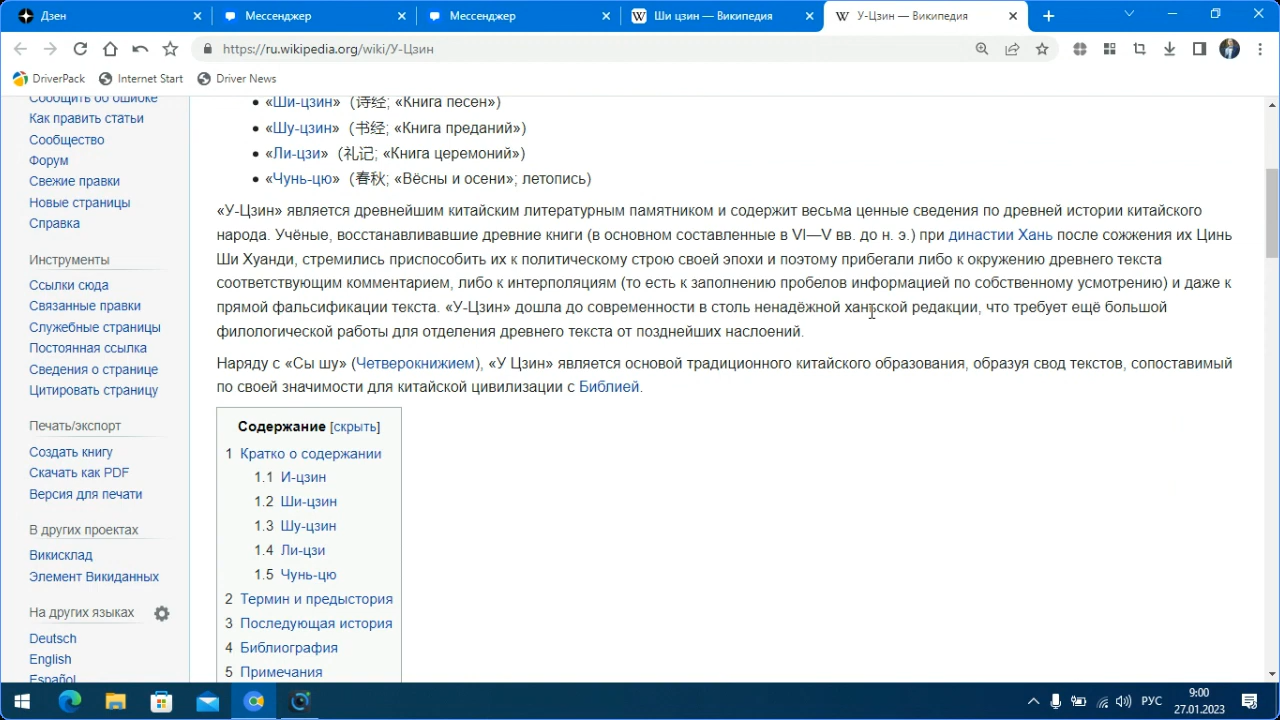 Дзен
Мессенджер
Мессенджер
Ши цзин — Википедия
У-Цзин — Википедия
https://ru.wikipedia.org/wiki/У-Цзин
DriverPack
Internet Start
Driver News
Сообщить об ошибке
Как править статьи
Сообщество
Форум
Свежие правки
Новые страницы
Справка
Инструменты
Ссылки сюда
Связанные правки
Служебные страницы
Постоянная ссылка
Сведения о странице
Цитировать страницу
Печать/экспорт
Создать книгу
Скачать как PDF
Версия для печати
В других проектах
Викисклад
Элемент Викиданных
На других языках
Deutsch
English
Español
• «Ши-цзин» (诗经; «Книга песен»)
• «Шу-цзин» (书经; «Книга преданий»)
• «Ли-цзи» (礼记; «Книга церемоний»)
• «Чунь-цю» (春秋; «Вёсны и осени»; летопись)
«У-Цзин» является древнейшим китайским литературным памятником и содержит весьма ценные сведения по древней истории китайского
народа. Учёные, восстанавливавшие древние книги (в основном составленные в VI—V вв. до н. э.) при династии Хань после сожжения их Цинь
Ши Хуанди, стремились приспособить их к политическому строю своей эпохи и поэтому прибегали либо к окружению древнего текста
соответствующим комментарием, либо к интерполяциям (то есть к заполнению пробелов информацией по собственному усмотрению) и даже к
прямой фальсификации текста. «У-Цзин» дошла до современности в столь ненадёжной ханьской редакции, что требует ещё большой
филологической работы для отделения древнего текста от позднейших наслоений.
Наряду с «Сы шу» (Четверокнижием), «У Цзин» является основой традиционного китайского образования, образуя свод текстов, сопоставимый
по своей значимости для китайской цивилизации с Библией.
Содержание [скрыть]
1 Кратко о содержании
1.1 И-цзин
1.2 Ши-цзин
1.3 Шу-цзин
1.4 Ли-цзи
1.5 Чунь-цю
2 Термин и предыстория
3 Последующая история
4 Библиография
5 Примечания
РУС
9:00
27.01.2023